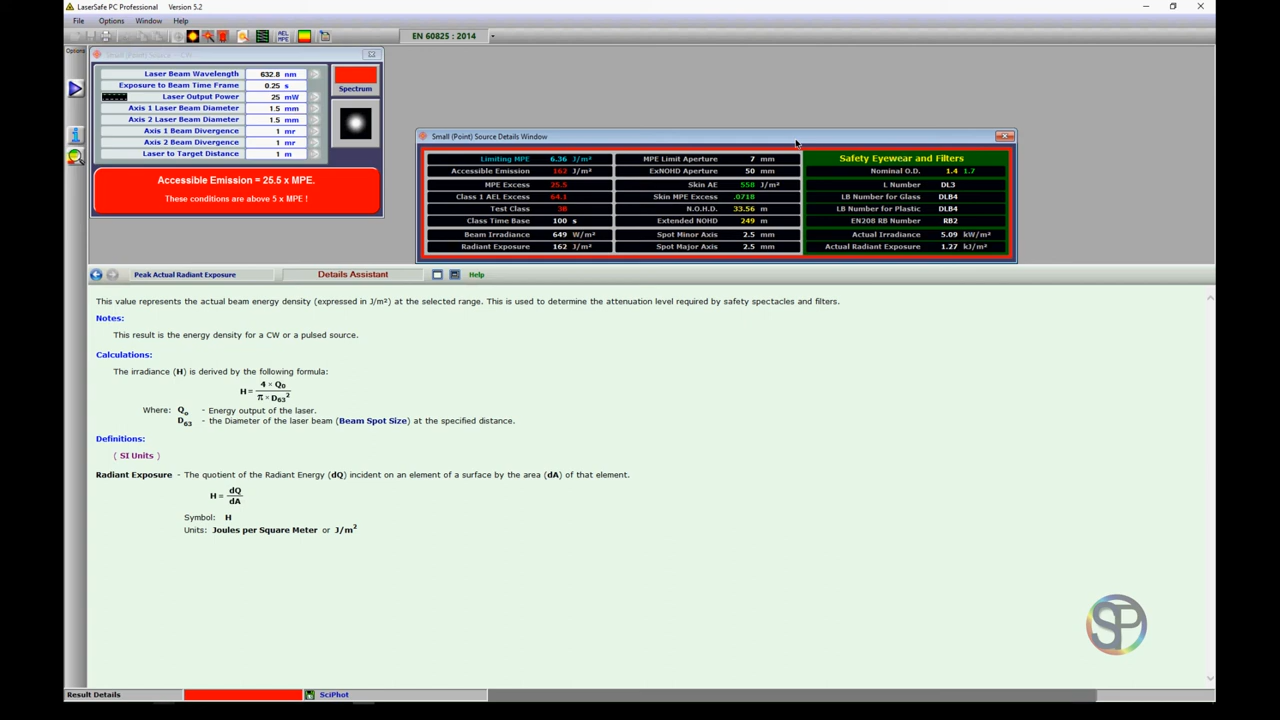 LaserSafe PC Professional Version 5.2
File Options Window Help
AEL
MPE
EN 60825 : 2014
Options
Laser Beam Wavelength 632.8 nm
Exposure to Beam Time Frame 0.25 s
Laser Output Power 25 mW
Axis 1 Laser Beam Diameter 1.5 mm
Axis 2 Laser Beam Diameter 1.5 mm
Axis 1 Beam Divergence 1 mr
Axis 2 Beam Divergence 1 mr
Laser to Target Distance 1 m
Spectrum
Accessible Emission = 25.5 x MPE.
These conditions are above 5 x MPE !
Small (Point) Source Details Window
Limiting MPE 6.36 J/m²
Accessible Emission 162 J/m²
MPE Excess 25.5
Class 1 AEL Excess 64.1
Test Class 3B
Class Time Base 100 s
Beam Irradiance 649 W/m²
Radiant Exposure 162 J/m²
MPE Limit Aperture 7 mm
ExNOHD Aperture 50 mm
Skin AE 558 J/m²
Skin MPE Excess .0718
N.O.H.D. 33.56 m
Extended NOHD 249 m
Spot Minor Axis 2.5 mm
Spot Major Axis 2.5 mm
Safety Eyewear and Filters
Nominal O.D. 1.4 1.7
L Number DL3
LB Number for Glass DLB4
LB Number for Plastic DLB4
EN208 RB Number RB2
Actual Irradiance 5.09 kW/m²
Actual Radiant Exposure 1.27 kJ/m²
Peak Actual Radiant Exposure Details Assistant Help
This value represents the actual beam energy density (expressed in J/m²) at the selected range. This is used to determine the attenuation level required by safety spectacles and filters.
Notes:
This result is the energy density for a CW or a pulsed source.
Calculations:
The irradiance (H) is derived by the following formula:
H = 4 × Q₀ / π × D₆₃²
Where: Qₒ - Energy output of the laser.
D₆₃ - the Diameter of the laser beam (Beam Spot Size) at the specified distance.
Definitions:
( SI Units )
Radiant Exposure - The quotient of the Radiant Energy (dQ) incident on an element of a surface by the area (dA) of that element.
H = dQ / dA
Symbol: H
Units: Joules per Square Meter or J/m²
SP
Result Details SciPhot